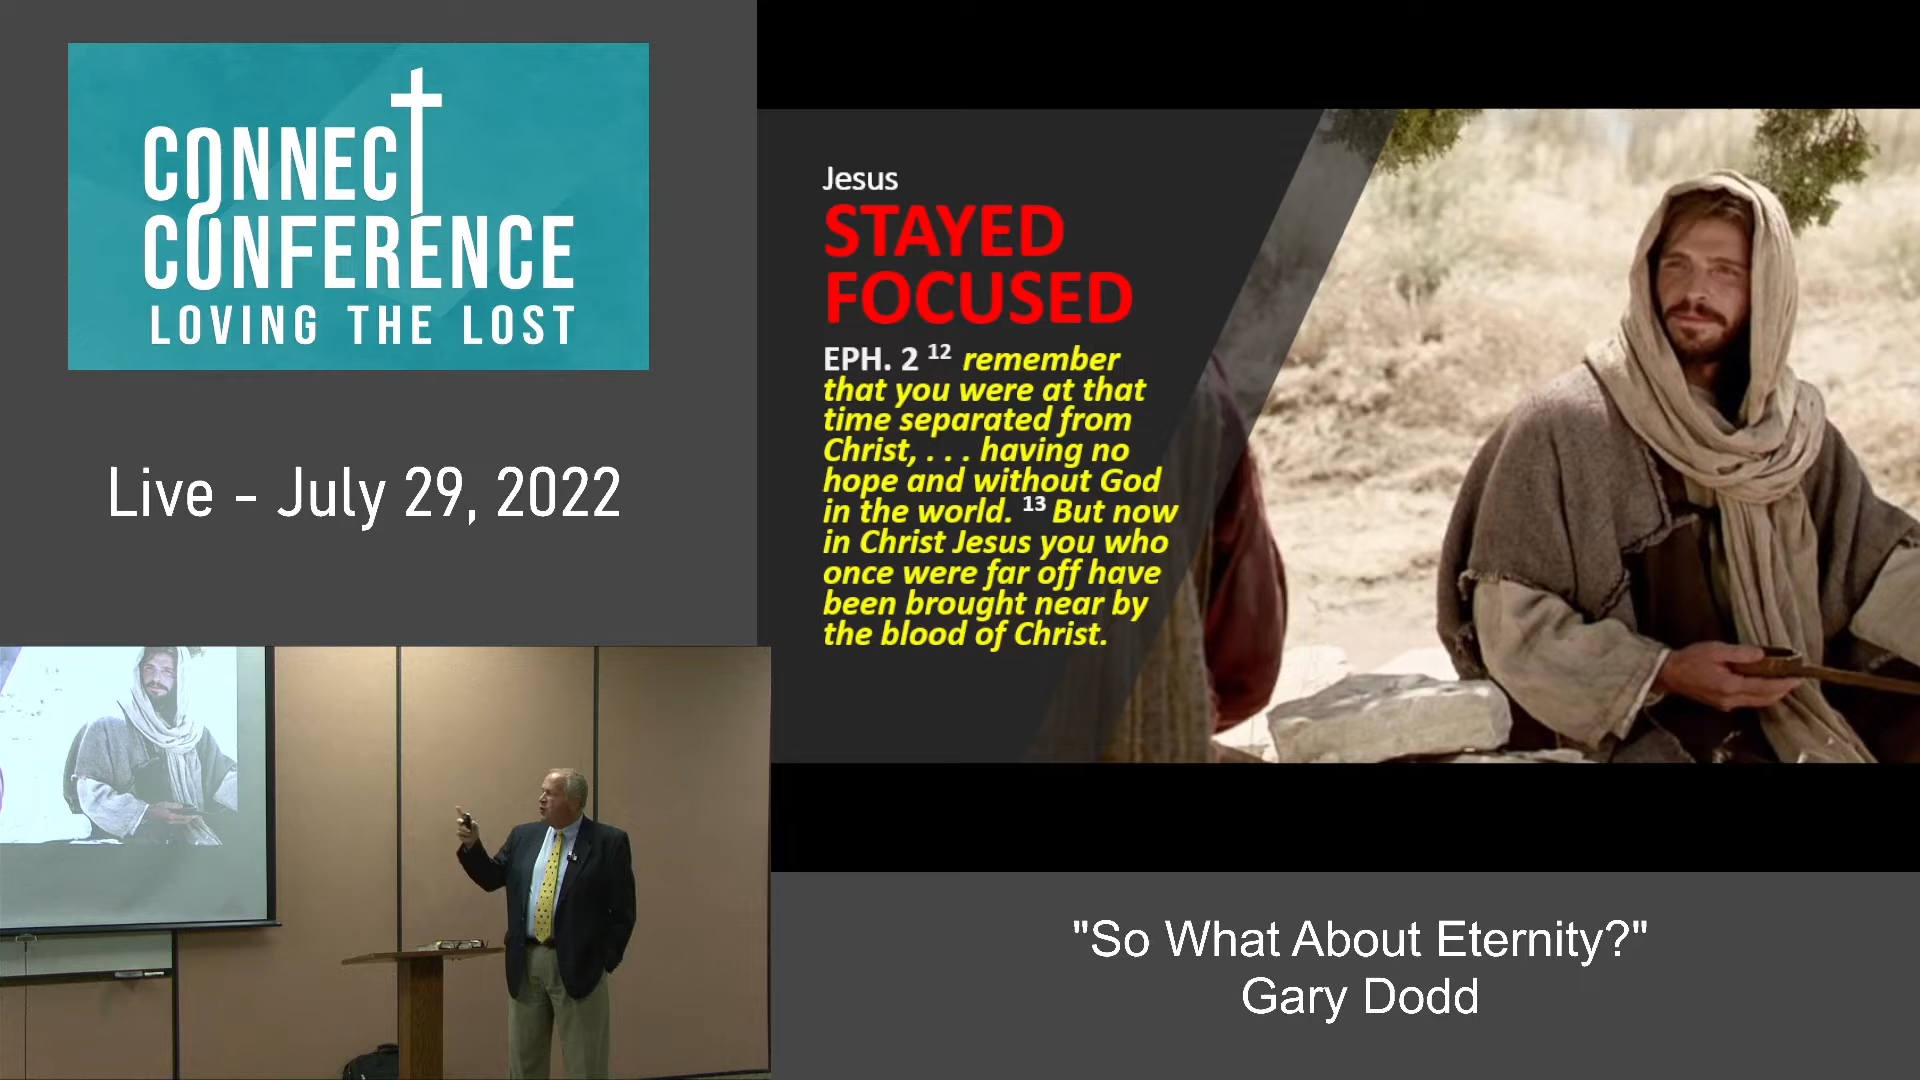 CONNECT
CONFERENCE
LOVING THE LOST
Live - July 29, 2022
Jesus
STAYED
FOCUSED
EPH. 2 12 remember
that you were at that
time separated from
Christ, . . . having no
hope and without God
in the world. 13 But now
in Christ Jesus you who
once were far off have
been brought near by
the blood of Christ.
"So What About Eternity?"
Gary Dodd